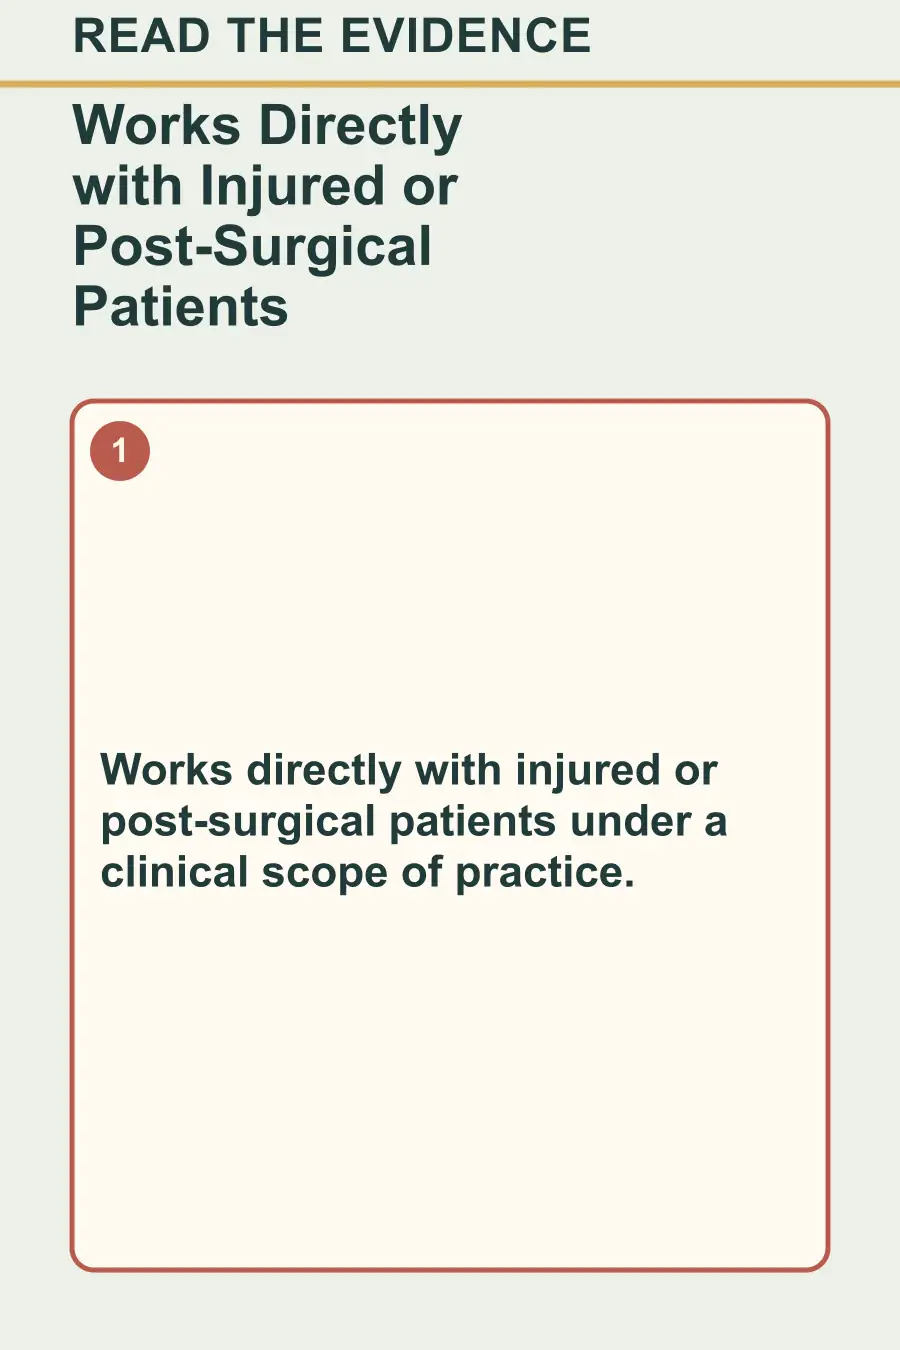 READ THE EVIDENCE
Works Directly
with Injured or
Post-Surgical
Patients
1
Works directly with injured or
post-surgical patients under a
clinical scope of practice.